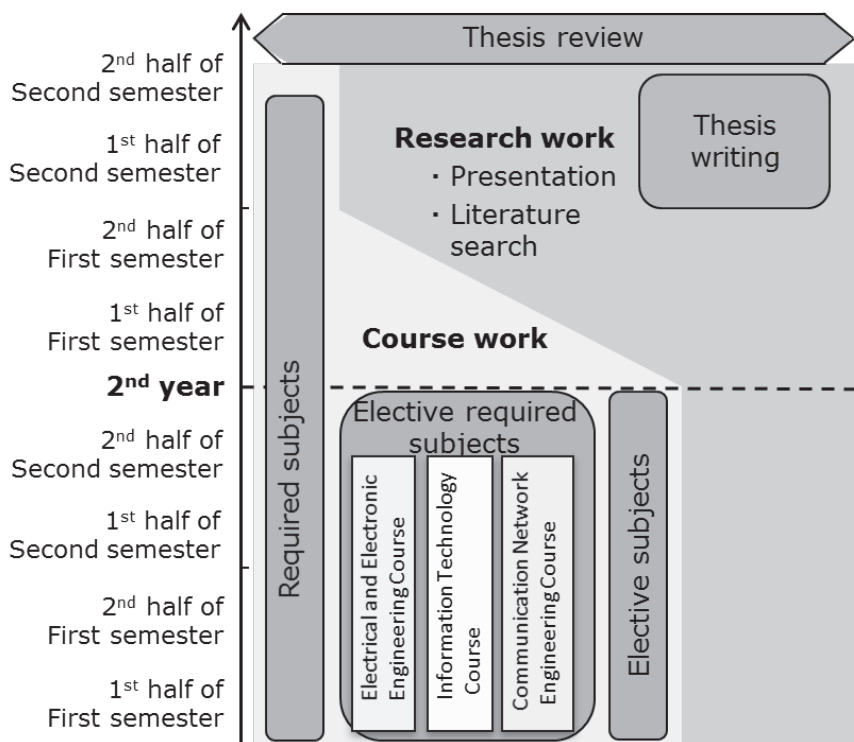 Thesis review
2nd half of
Second semester
1st half of
Second semester
2nd half of
First semester
1st half of
First semester
2nd year
2nd half of
Second semester
1st half of
Second semester
2nd half of
First semester
1st half of
First semester
Required subjects
Research work
・Presentation
・Literature
search
Thesis
writing
Course work
Elective required
subjects
Electrical and Electronic
Engineering Course
Information Technology
Course
Communication Network
Engineering Course
Elective subjects